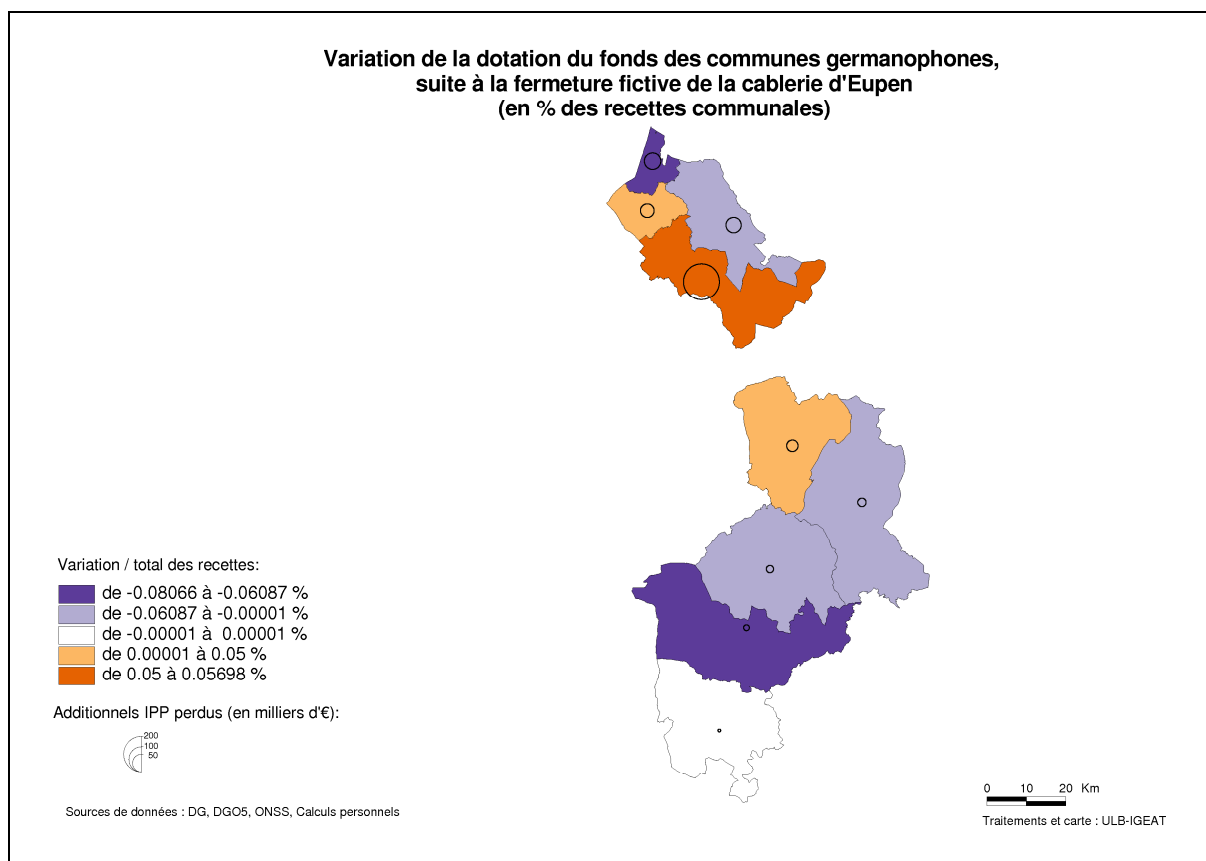 Variation de la dotation du fonds des communes germanophones,
suite à la fermeture fictive de la cablerie d'Eupen
(en % des recettes communales)
Variation / total des recettes:
de -0.08066 à -0.06087 %
de -0.06087 à -0.00001 %
de -0.00001 à 0.00001 %
de 0.00001 à 0.05 %
de 0.05 à 0.05698 %
Additionnels IPP perdus (en milliers d'€):
200
100
50
0 10 20 Km
Sources de données : DG, DGO5, ONSS, Calculs personnels
Traitements et carte : ULB-IGEAT